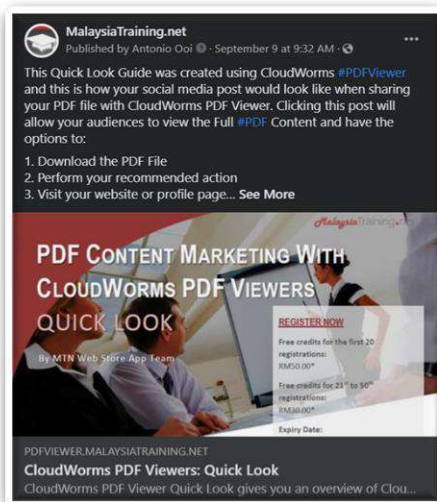 MalaysiaTraining.net
Published by Antonio Ooi · September 9 at 9:32 AM ·
This Quick Look Guide was created using CloudWorms #PDFViewer
and this is how your social media post would look like when sharing
your PDF file with CloudWorms PDF Viewer. Clicking this post will
allow your audiences to view the Full #PDF Content and have the
options to:
1. Download the PDF File
2. Perform your recommended action
3. Visit your website or profile page... See More
MalaysiaTraining.net
PDF CONTENT MARKETING WITH
CLOUDWORMS PDF VIEWERS
QUICK LOOK
By MTN Web Store App Team
REGISTER NOW
Free credits for the first 20
registrations:
RM50.00*
Free credits for 21st to 50th
registrations:
RM30.00*
Expiry Date:
PDFVIEWER.MALAYSIATRAINING.NET
CloudWorms PDF Viewers: Quick Look
CloudWorms PDF Viewer Quick Look gives you an overview of Clou...